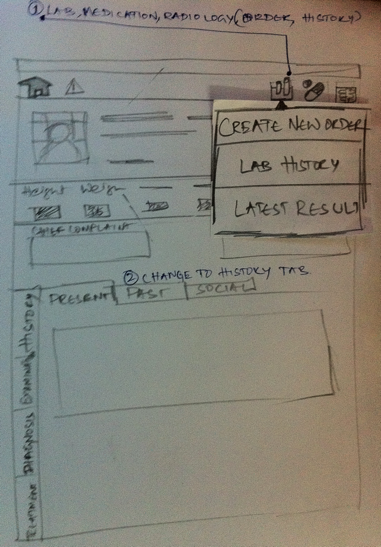 ① LAB, MEDICATION, RADIOLOGY (ORDER, HISTORY)
CREATE NEW ORDER
LAB HISTORY
LATEST RESULT
Height Weigh
CHIEF COMPLAINT
② CHANGE TO HISTORY TAB
PRESENT PAST SOCIAL
HISTORY
DIAGNOSIS
TREATMENT